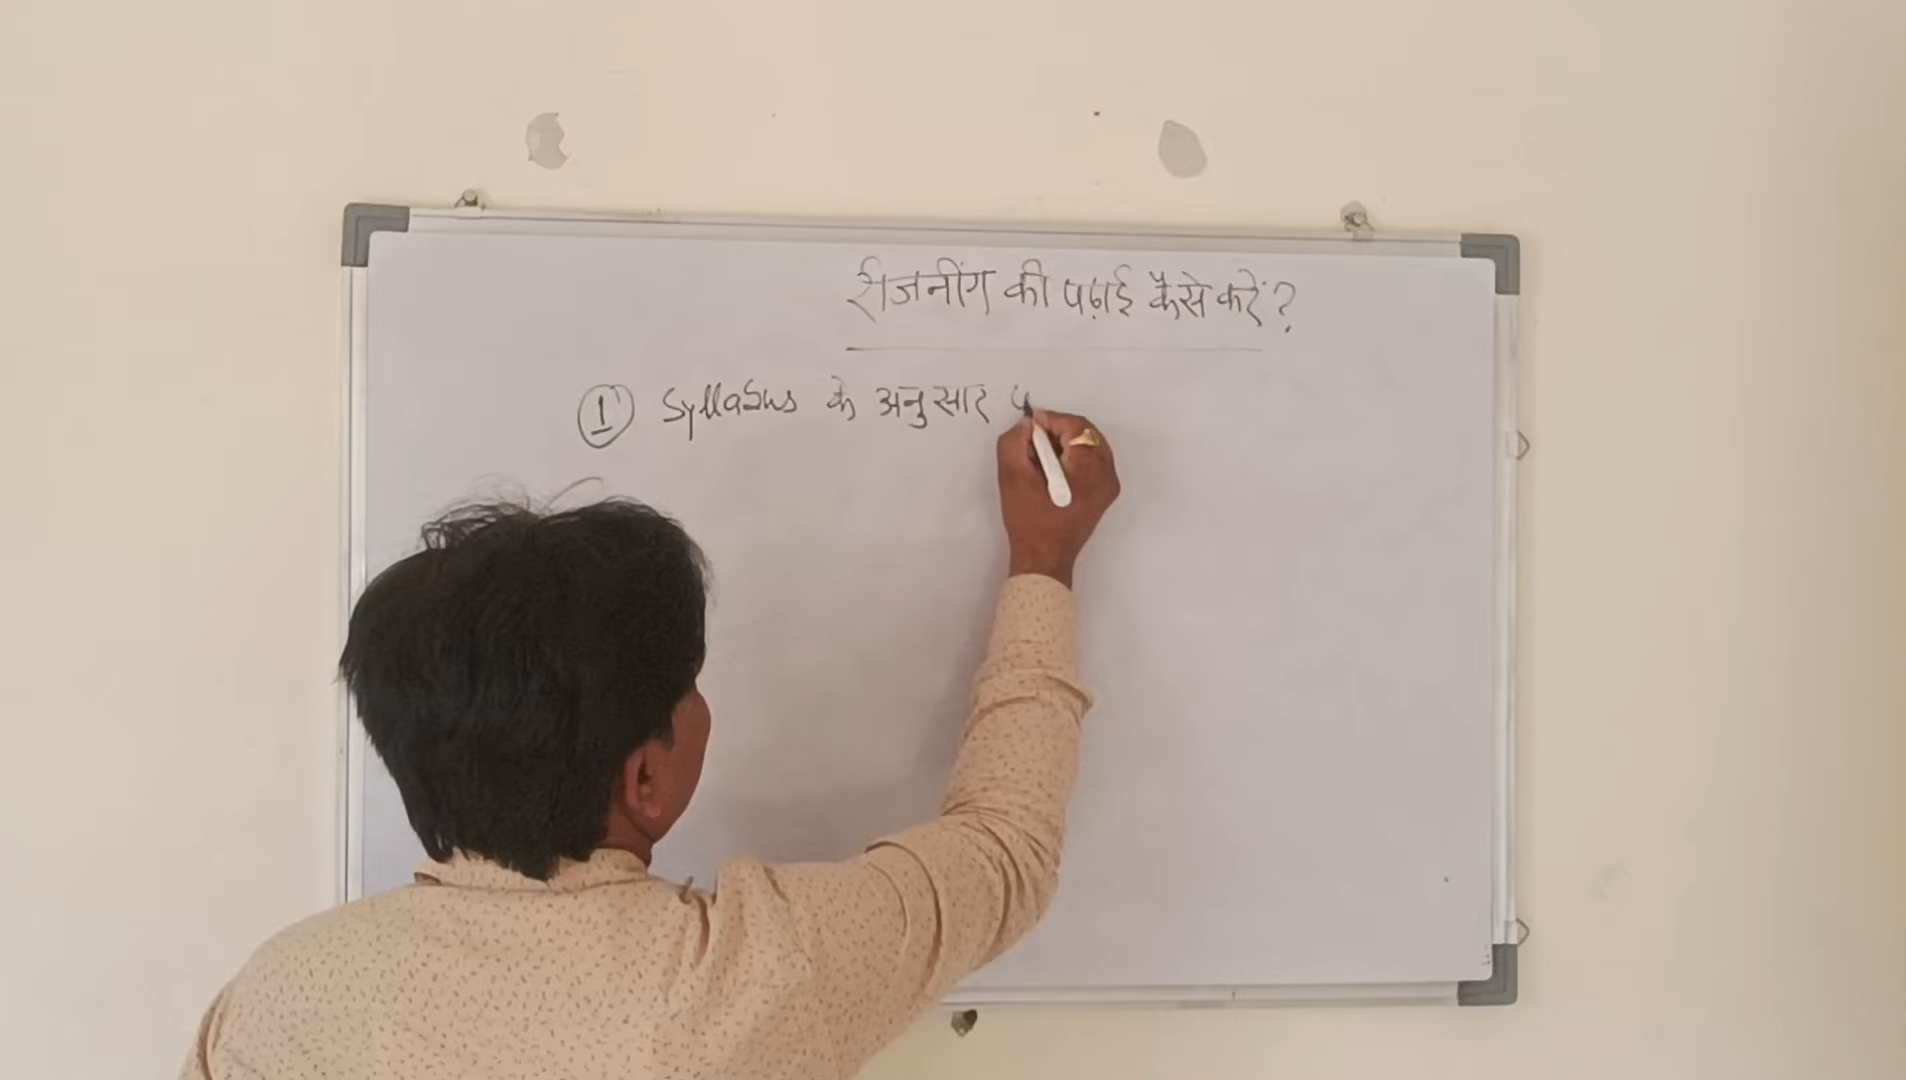 रीजनींग की पढ़ाई कैसे करें?
① Syllabus के अनुसार